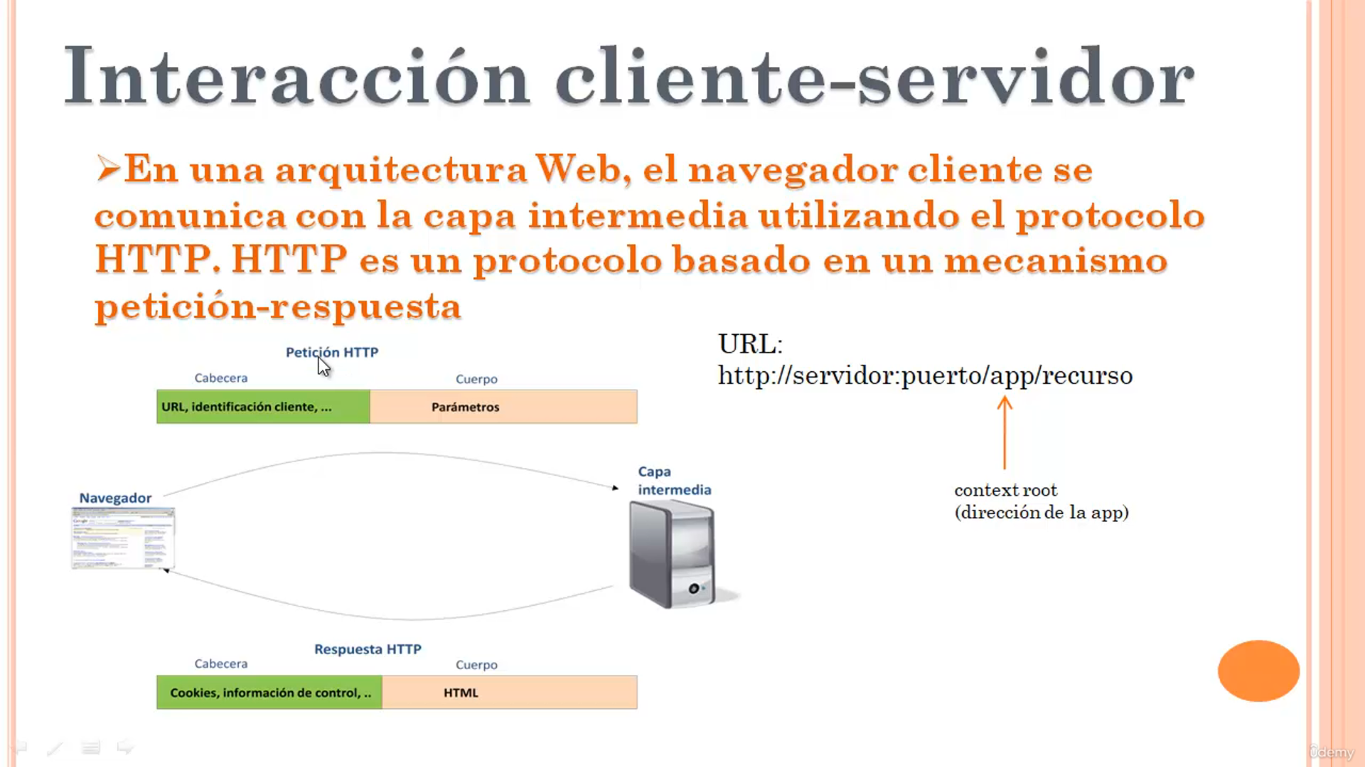 Interacción cliente-servidor
➢En una arquitectura Web, el navegador cliente se
comunica con la capa intermedia utilizando el protocolo
HTTP. HTTP es un protocolo basado en un mecanismo
petición-respuesta
Petición HTTP
Cabecera
Cuerpo
URL, identificación cliente, ...
Parámetros
URL:
http://servidor:puerto/app/recurso
context root
(dirección de la app)
Navegador
Capa
intermedia
Respuesta HTTP
Cabecera
Cuerpo
Cookies, información de control, ..
HTML
ûdemy